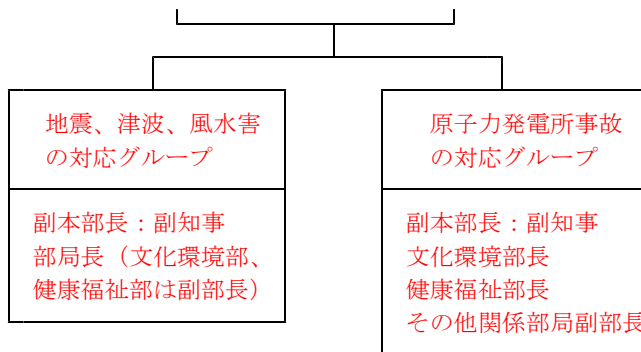 地震、津波、風水害
の対応グループ
副本部長：副知事
部局長（文化環境部、
健康福祉部は副部長）
原子力発電所事故
の対応グループ
副本部長：副知事
文化環境部長
健康福祉部長
その他関係部局副部長